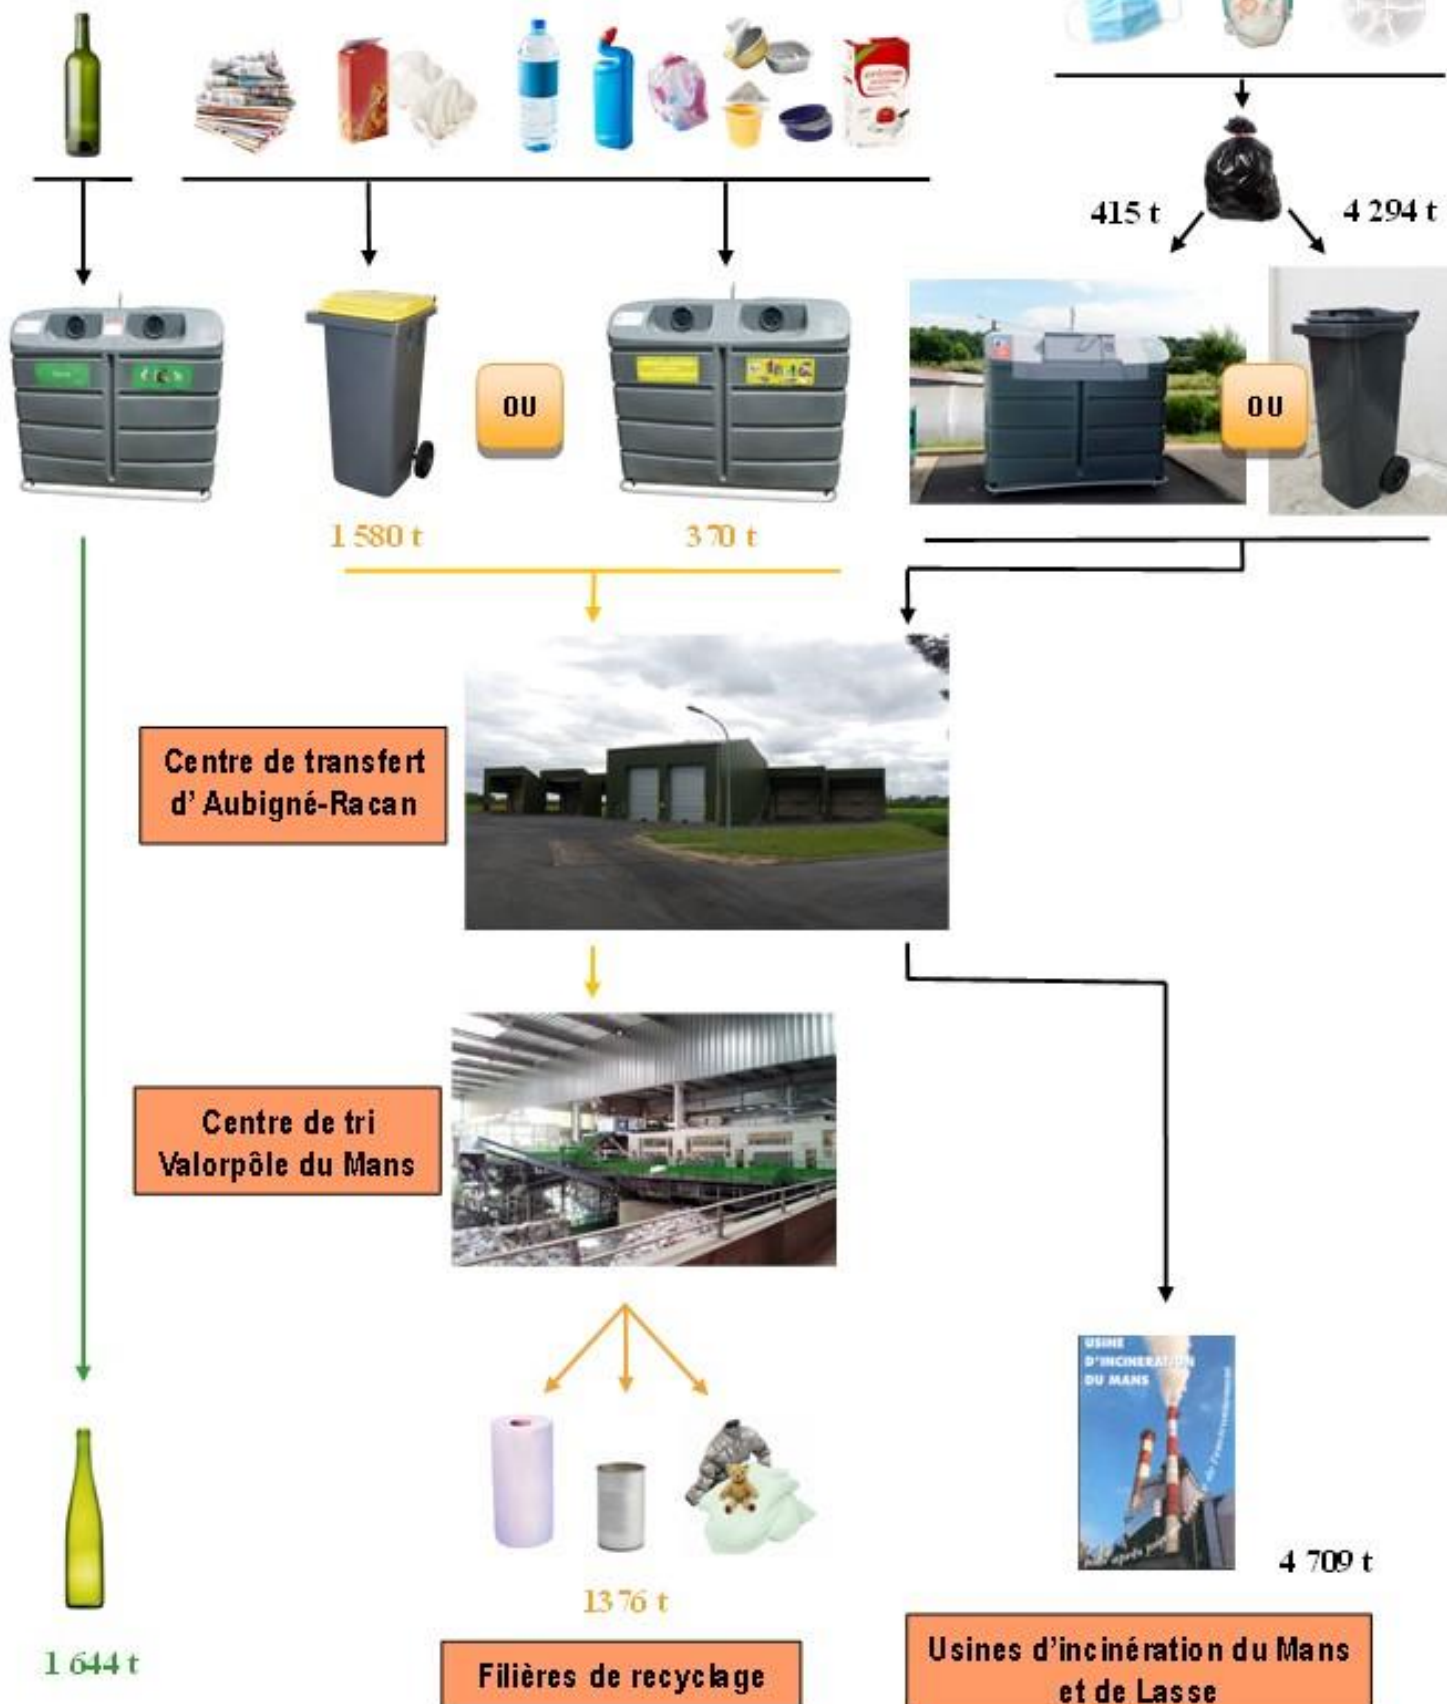 415 t
4 294 t
OU
OU
1 580 t
370 t
Centre de transfert
d' Aubigné-Racan
Centre de tri
Valorpôle du Mans
USINE
D'INCINERATION
DU MANS
4 709 t
1376 t
1 644 t
Filières de recyclage
Usines d'incinération du Mans
et de Lasse